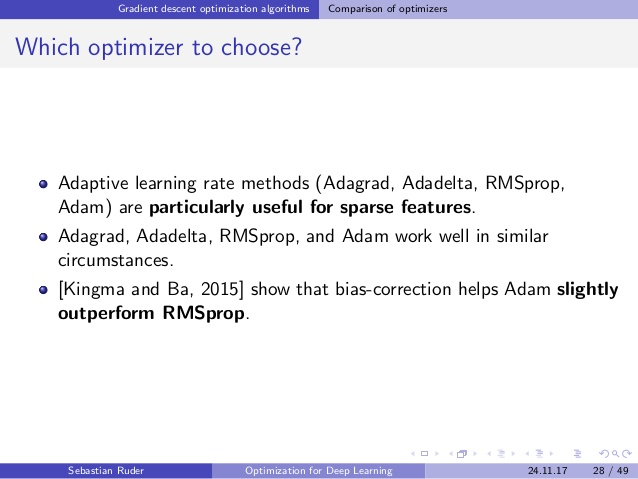 Gradient descent optimization algorithms Comparison of optimizers
Which optimizer to choose?
Adaptive learning rate methods (Adagrad, Adadelta, RMSprop,
Adam) are particularly useful for sparse features.
Adagrad, Adadelta, RMSprop, and Adam work well in similar
circumstances.
[Kingma and Ba, 2015] show that bias-correction helps Adam slightly
outperform RMSprop.
Sebastian Ruder Optimization for Deep Learning 24.11.17 28 / 49